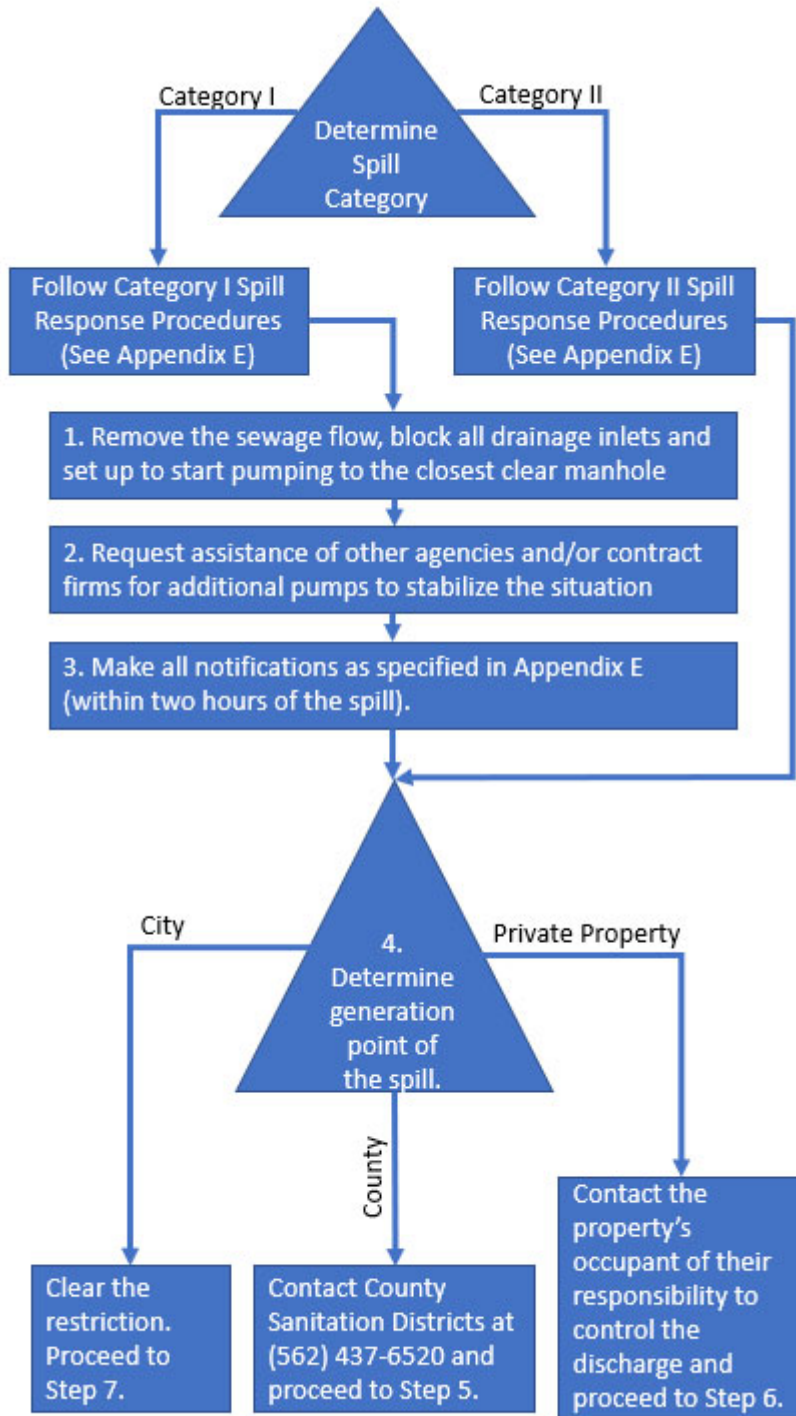 Category I
Category II
Determine
Spill
Category
Follow Category I Spill
Response Procedures
(See Appendix E)
Follow Category II Spill
Response Procedures
(See Appendix E)
1. Remove the sewage flow, block all drainage inlets and
set up to start pumping to the closest clear manhole
2. Request assistance of other agencies and/or contract
firms for additional pumps to stabilize the situation
3. Make all notifications as specified in Appendix E
(within two hours of the spill).
City
Private Property
4.
Determine
generation
point of
the spill.
County
Clear the
restriction.
Proceed to
Step 7.
Contact County
Sanitation Districts at
(562) 437-6520 and
proceed to Step 5.
Contact the
property’s
occupant of their
responsibility to
control the
discharge and
proceed to Step 6.